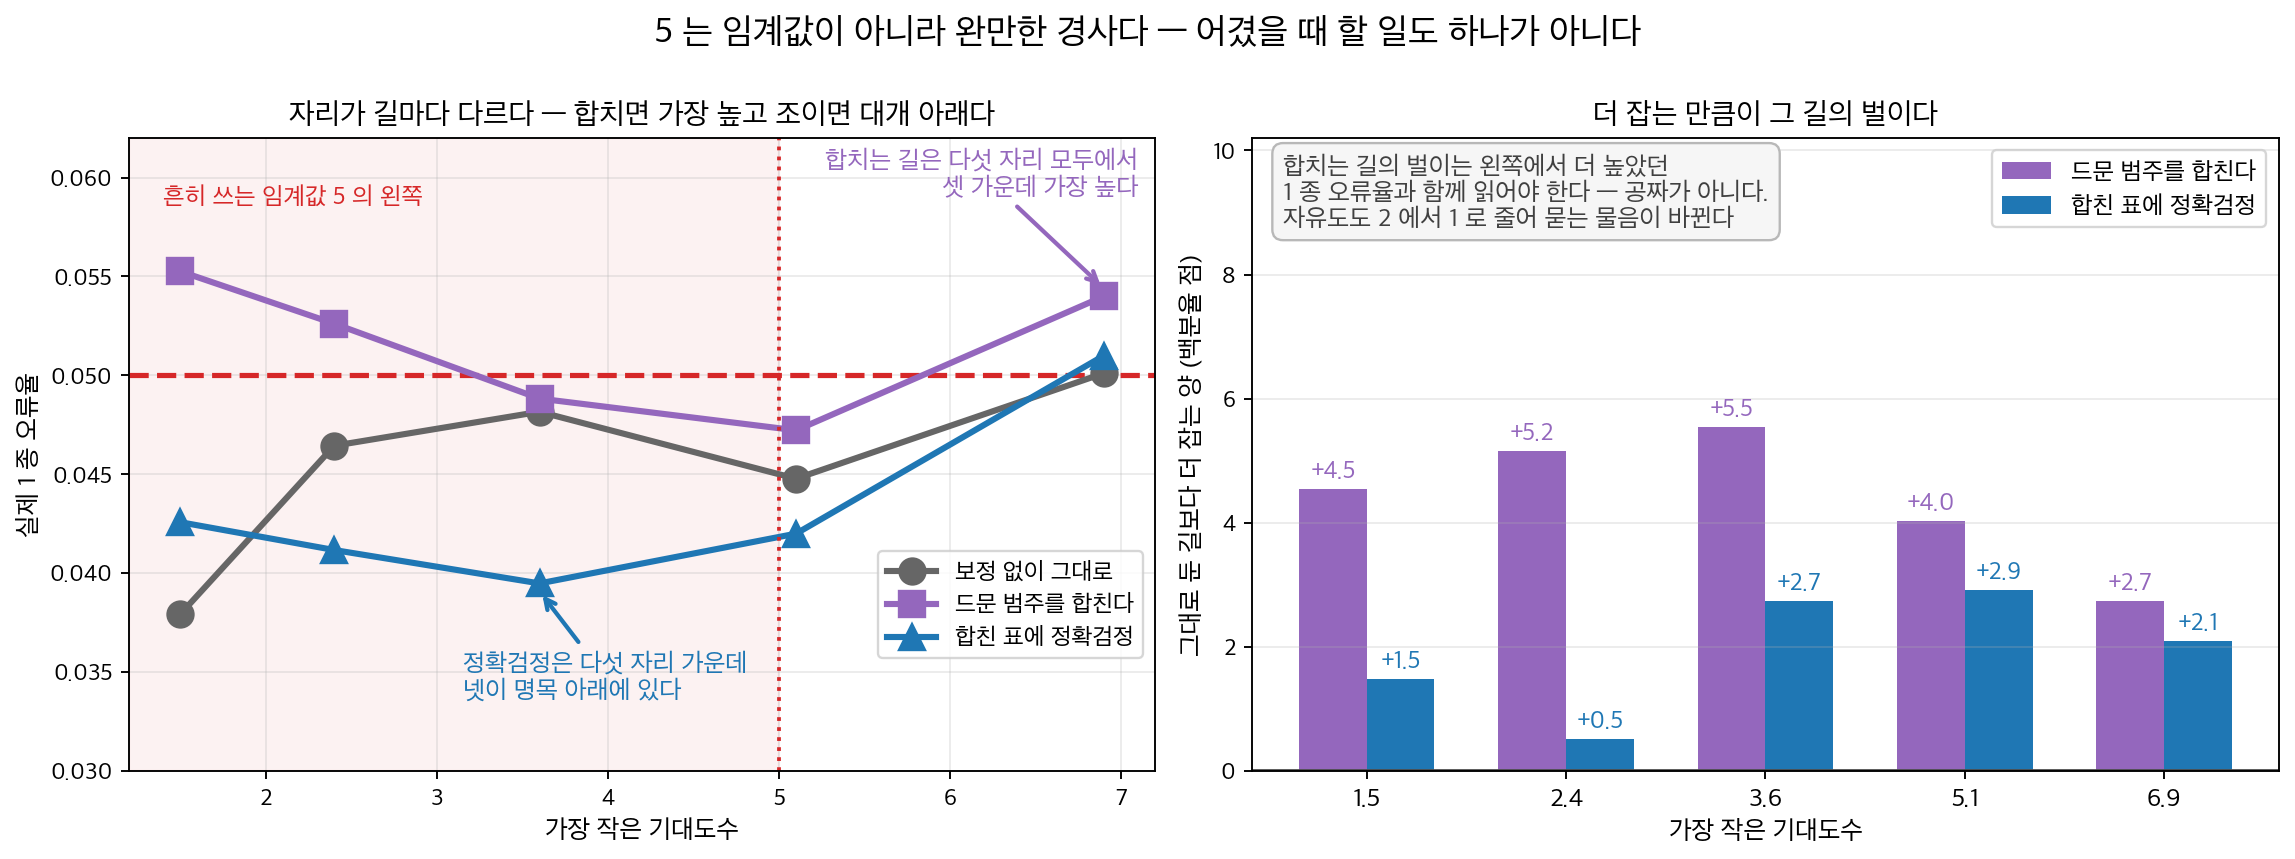 5 는 임계값이 아니라 완만한 경사다 — 어겼을 때 할 일도 하나가 아니다
자리가 길마다 다르다 — 합치면 가장 높고 조이면 대개 아래다
합치는 길은 다섯 자리 모두에서
셋 가운데 가장 높다
흔히 쓰는 임계값 5 의 왼쪽
0.060
0.055
0.050
0.045
0.040
0.035
0.030
실제 1 종 오류율
정확검정은 다섯 자리 가운데
넷이 명목 아래에 있다
보정 없이 그대로
드문 범주를 합친다
합친 표에 정확검정
2
3
4
5
6
7
가장 작은 기대도수
더 잡는 만큼이 그 길의 벌이다
합치는 길의 벌이는 왼쪽에서 더 높았던
1 종 오류율과 함께 읽어야 한다 — 공짜가 아니다.
자유도도 2 에서 1 로 줄어 묻는 물음이 바뀐다
드문 범주를 합친다
합친 표에 정확검정
10
8
6
4
2
0
그대로 둔 길보다 더 잡는 양 (백분율 점)
+4.5
+1.5
+5.2
+0.5
+5.5
+2.7
+4.0
+2.9
+2.7
+2.1
1.5
2.4
3.6
5.1
6.9
가장 작은 기대도수